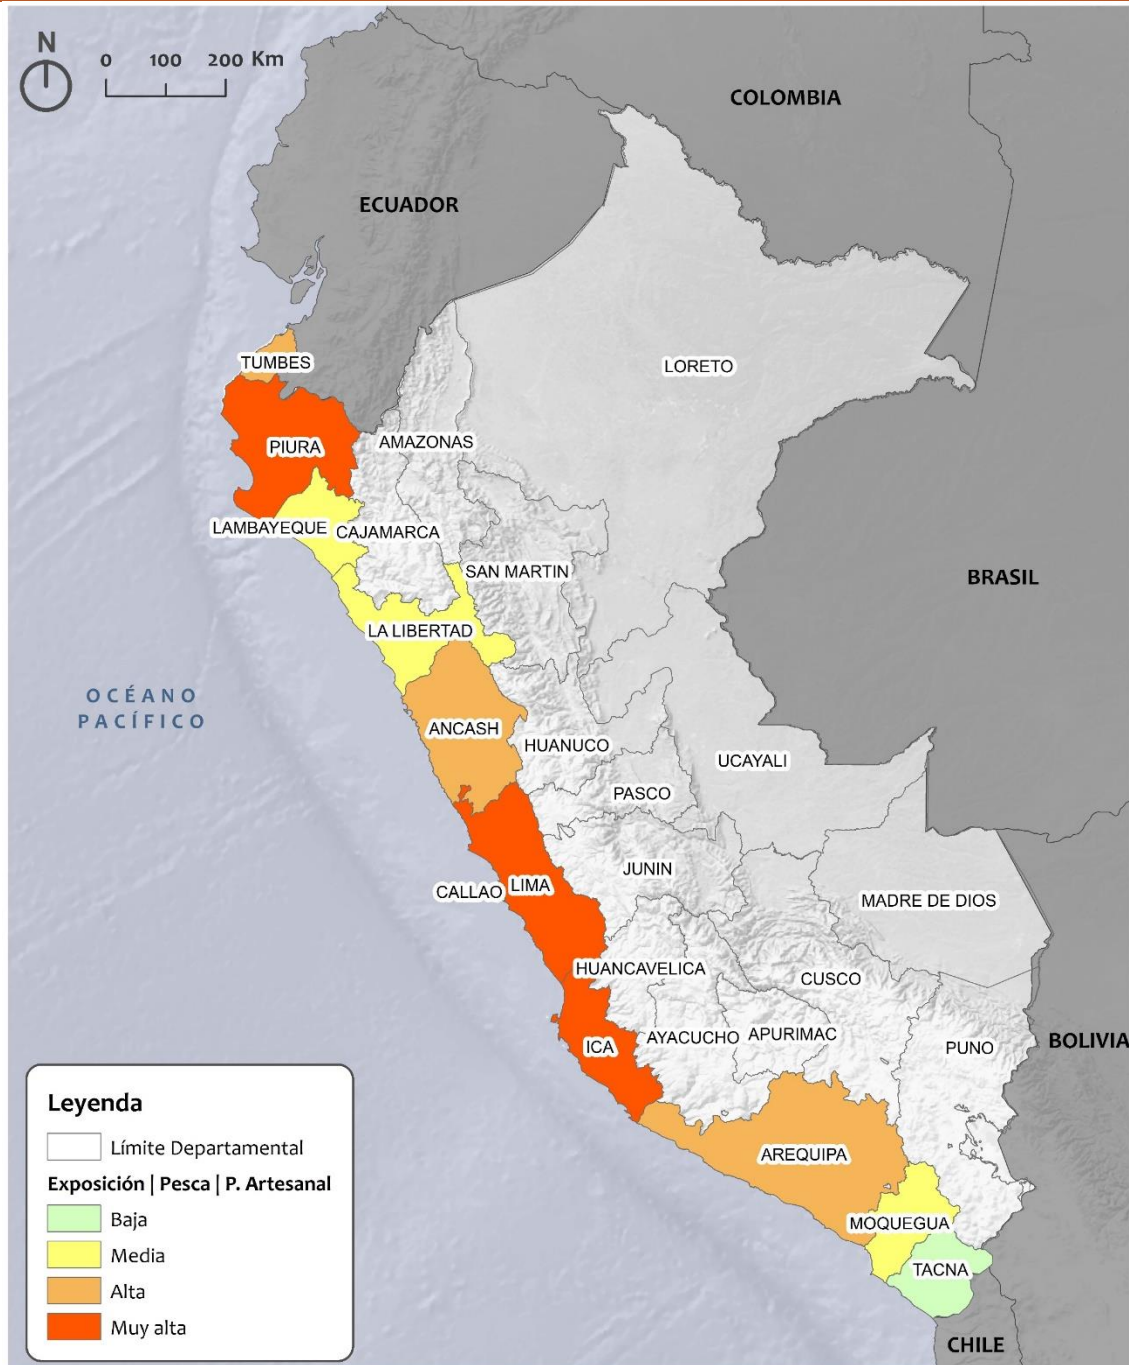 N
0 100 200 Km
COLOMBIA
ECUADOR
TUMBES
LORETO
PIURA
AMAZONAS
LAMBAYEQUE
CAJAMARCA
SAN MARTIN
BRASIL
LA LIBERTAD
OCÉANO
PACÍFICO
ANCASH
HUANUCO
UCAYALI
PASCO
JUNIN
CALLAO
LIMA
MADRE DE DIOS
HUANCAVELICA
CUSCO
ICA
AYACUCHO
APURIMAC
PUNO
BOLIVIA
AREQUIPA
MOQUEGUA
TACNA
CHILE
Leyenda
Límite Departamental
Exposición | Pesca | P. Artesanal
Baja
Media
Alta
Muy alta